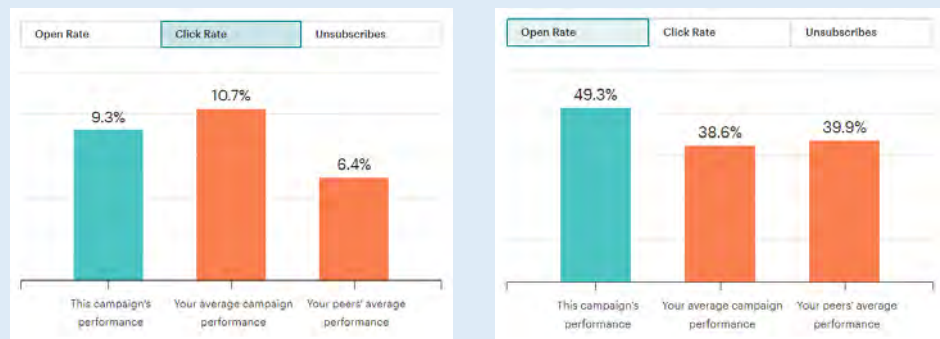 Open Rate Click Rate Unsubscribes
9.3%
10.7%
6.4%
This campaign's
performance
Your average campaign
performance
Your peers' average
performance
Open Rate Click Rate Unsubscribes
49.3%
38.6%
39.9%
This campaign's
performance
Your average campaign
performance
Your peers' average
performance